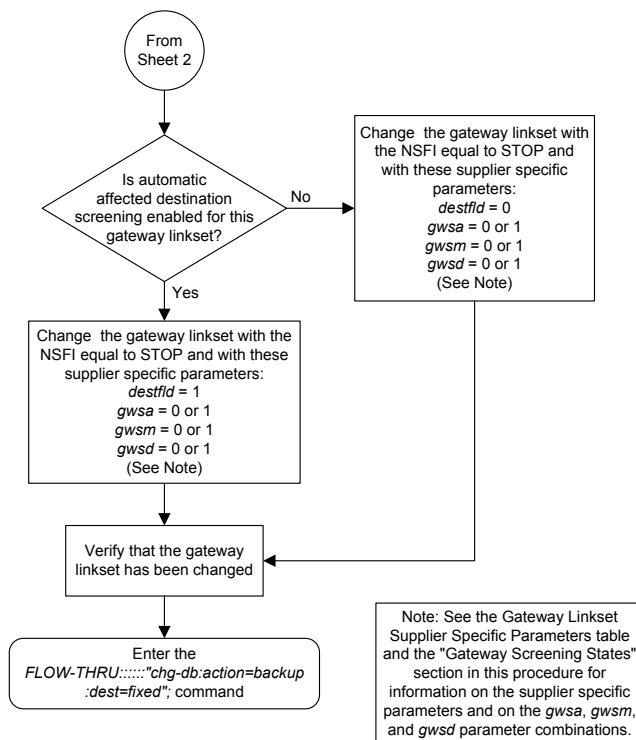 From
Sheet 2
Is automatic
affected destination
screening enabled for this
gateway linkset?
No
Yes
Change the gateway linkset with
the NSFI equal to STOP and
with these supplier specific
parameters:
destfld = 0
gwsa = 0 or 1
gwsm = 0 or 1
gwsd = 0 or 1
(See Note)
Change the gateway linkset with the
NSFI equal to STOP and with these
supplier specific parameters:
destfld = 1
gwsa = 0 or 1
gwsm = 0 or 1
gwsd = 0 or 1
(See Note)
Verify that the gateway
linkset has been changed
Enter the
FLOW-THRU::::::"chg-db:action=backup
:dest=fixed"; command
Note: See the Gateway Linkset
Supplier Specific Parameters table
and the "Gateway Screening States"
section in this procedure for
information on the supplier specific
parameters and on the gwsa, gwsm,
and gwsd parameter combinations.